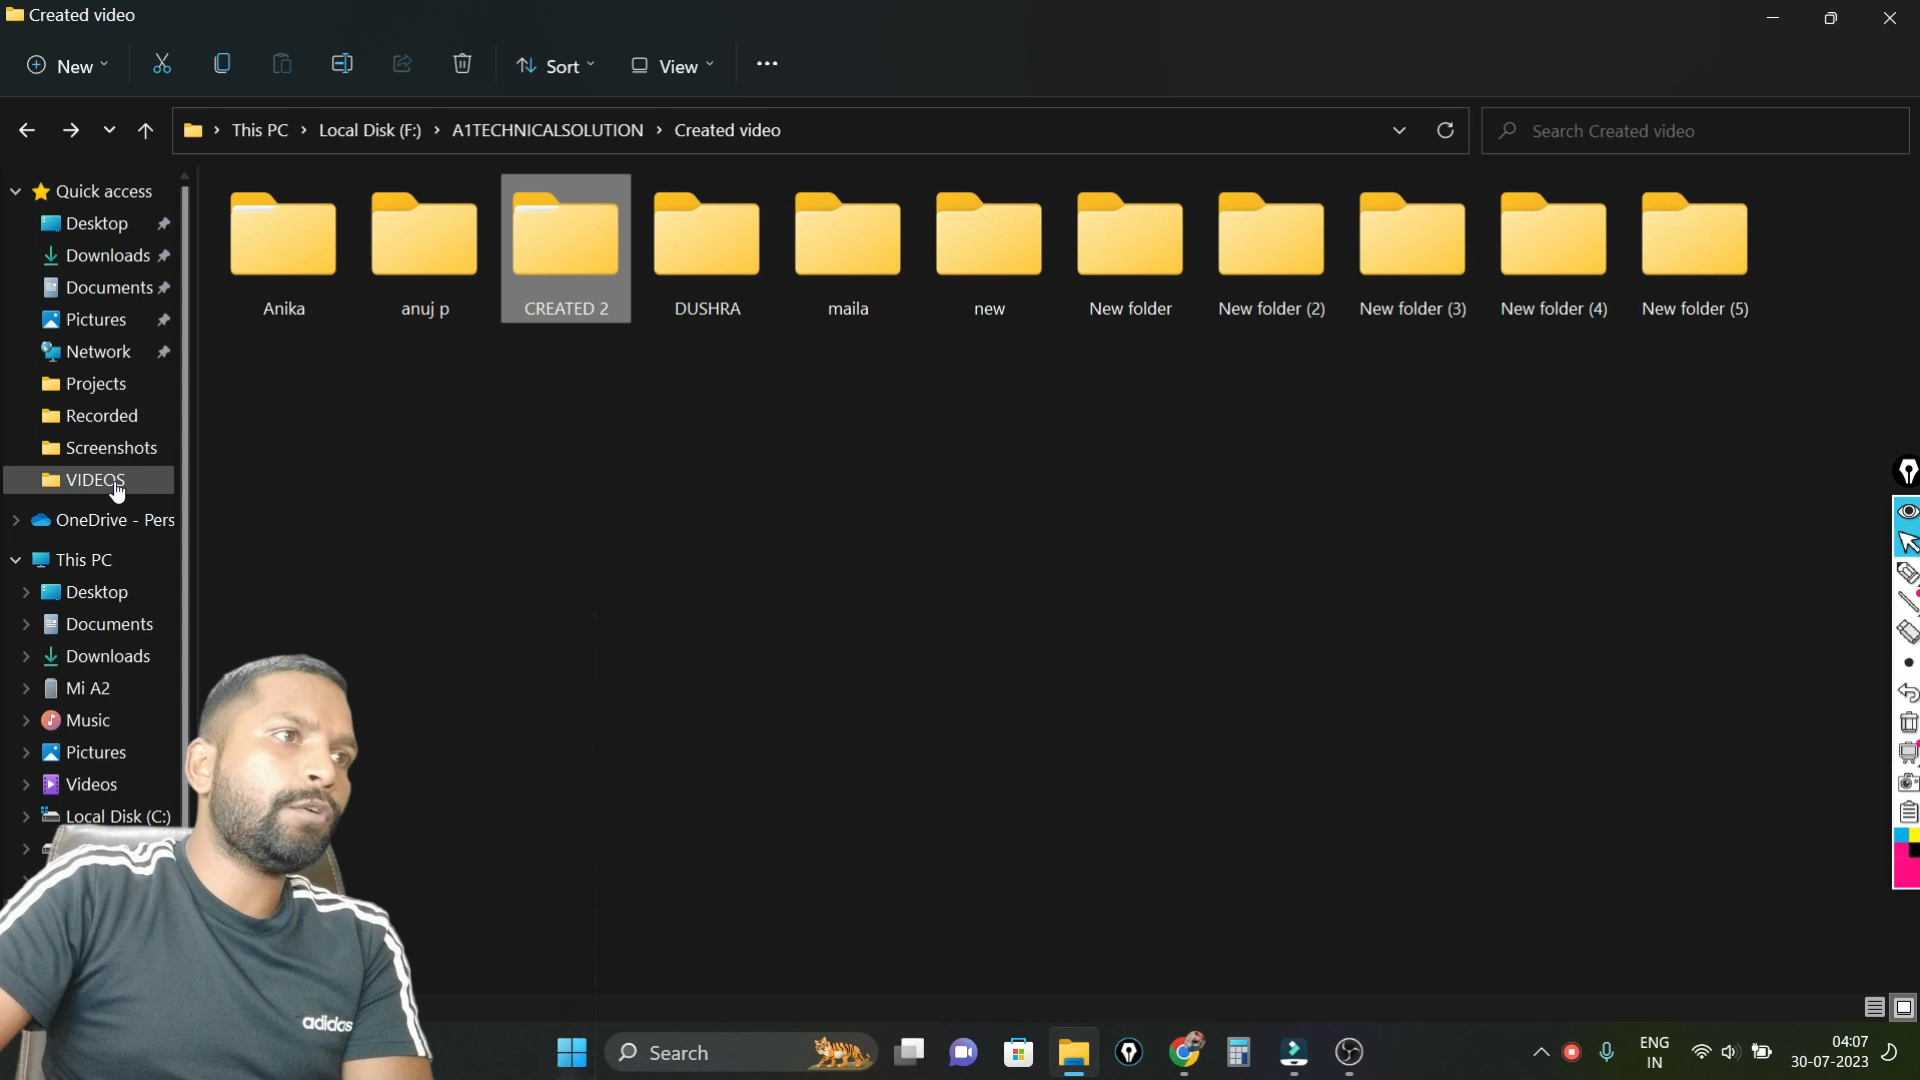 Created video
New
Sort
View
This PC > Local Disk (F:) > A1TECHNICALSOLUTION > Created video
Search Created video
Quick access
Desktop
Downloads
Documents
Pictures
Network
Projects
Recorded
Screenshots
VIDEOS
OneDrive - Pers
This PC
Desktop
Documents
Downloads
Mi A2
Music
Pictures
Videos
Local Disk (C:)
Anika
anuj p
CREATED 2
DUSHRA
maila
new
New folder
New folder (2)
New folder (3)
New folder (4)
New folder (5)
adidas
Search
ENG
IN
04:07
30-07-2023